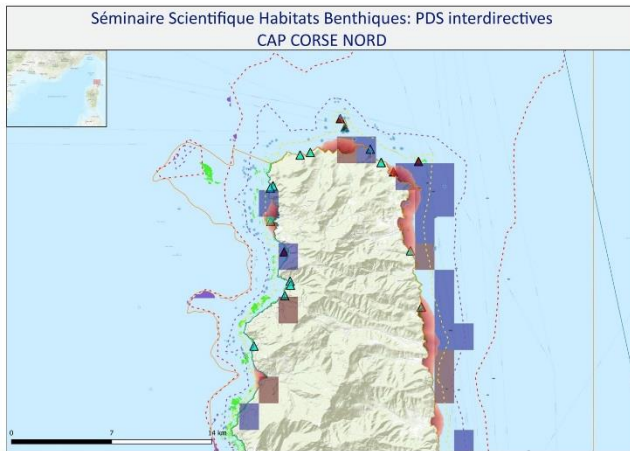 Séminaire Scientifique Habitats Benthiques: PDS interdirectives
CAP CORSE NORD
0 7 14 km